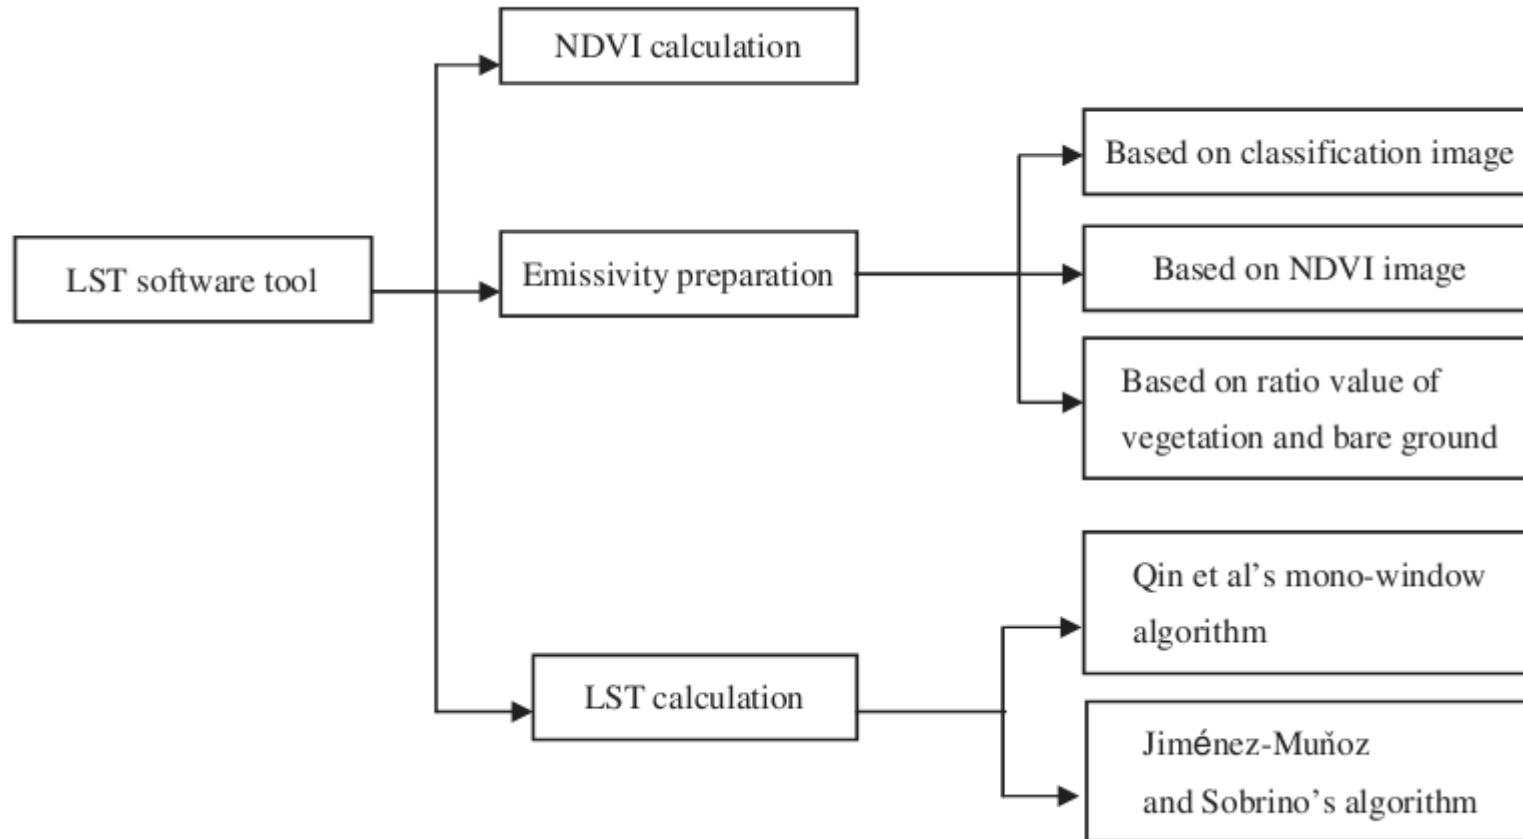 NDVI calculation
Based on classification image
LST software tool
Emissivity preparation
Based on NDVI image
Based on ratio value of
vegetation and bare ground
Qin et al’s mono-window
algorithm
LST calculation
Jiménez-Muňoz
and Sobrino’s algorithm